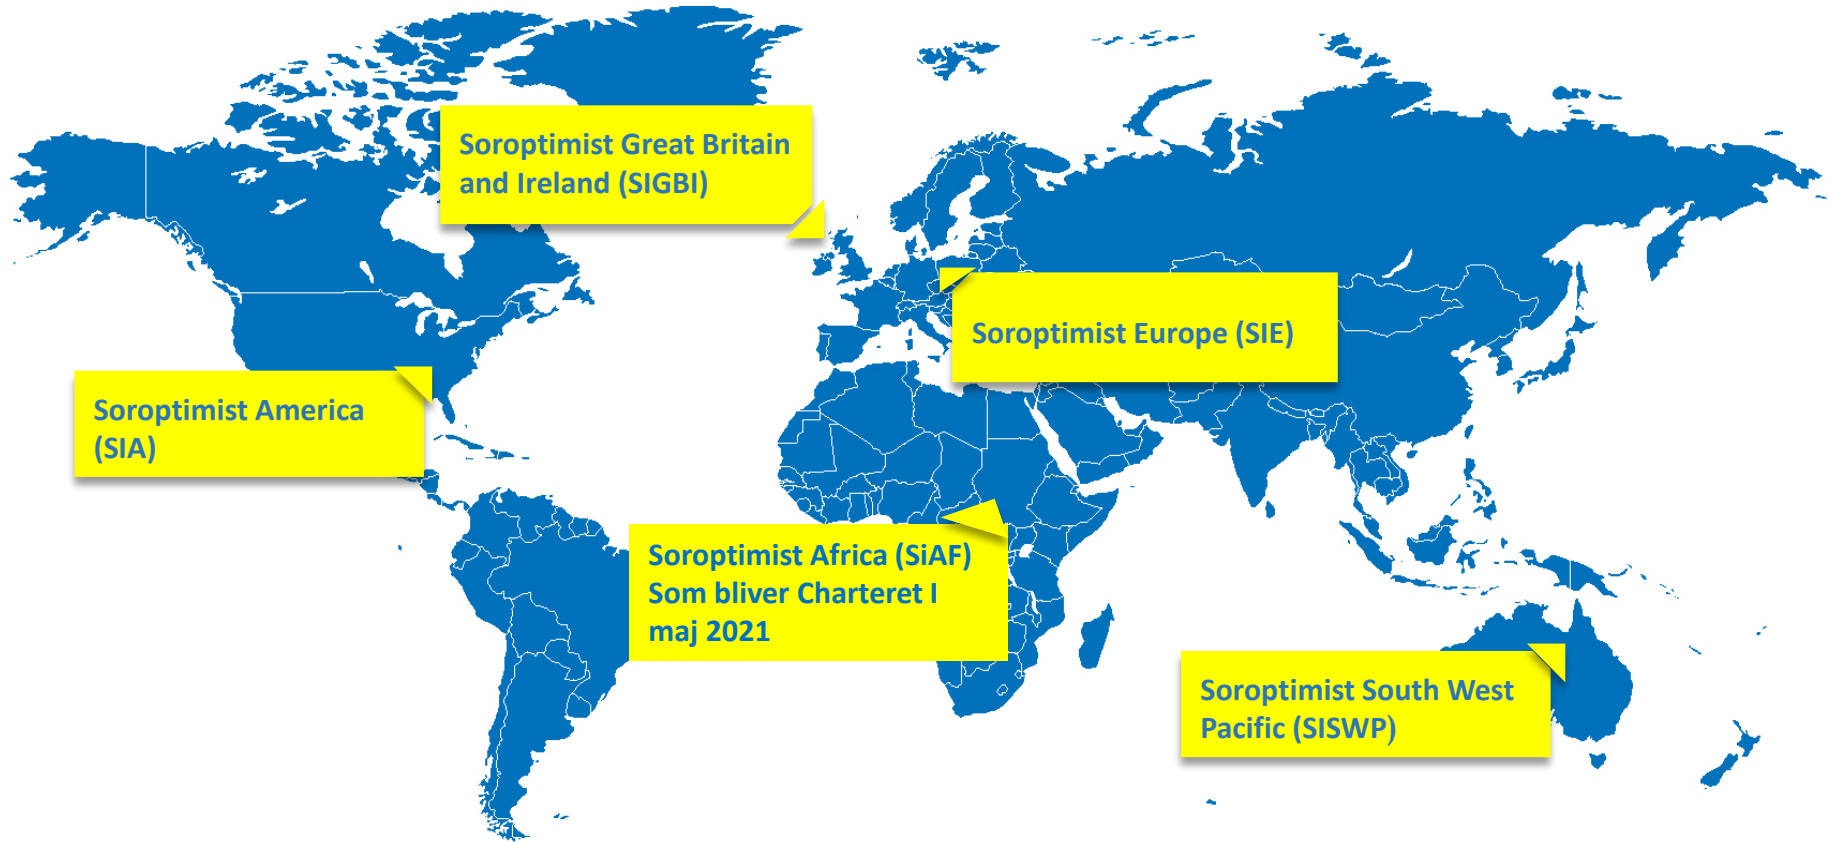 Soroptimist Great Britain
and Ireland (SIGBI)
Soroptimist Europe (SIE)
Soroptimist America
(SIA)
Soroptimist Africa (SiAF)
Som bliver Charteret I
maj 2021
Soroptimist South West
Pacific (SISWP)